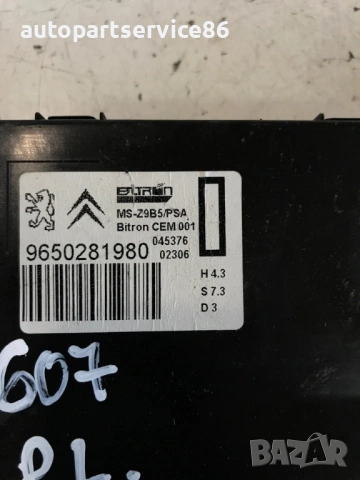 autopartservice86
BITRON
MS-Z9B5/PSA
Bitron CEM 001
045376
9650281980 02306
H 4.3
S 7.3
D 3
607
P.L.
BAZAR